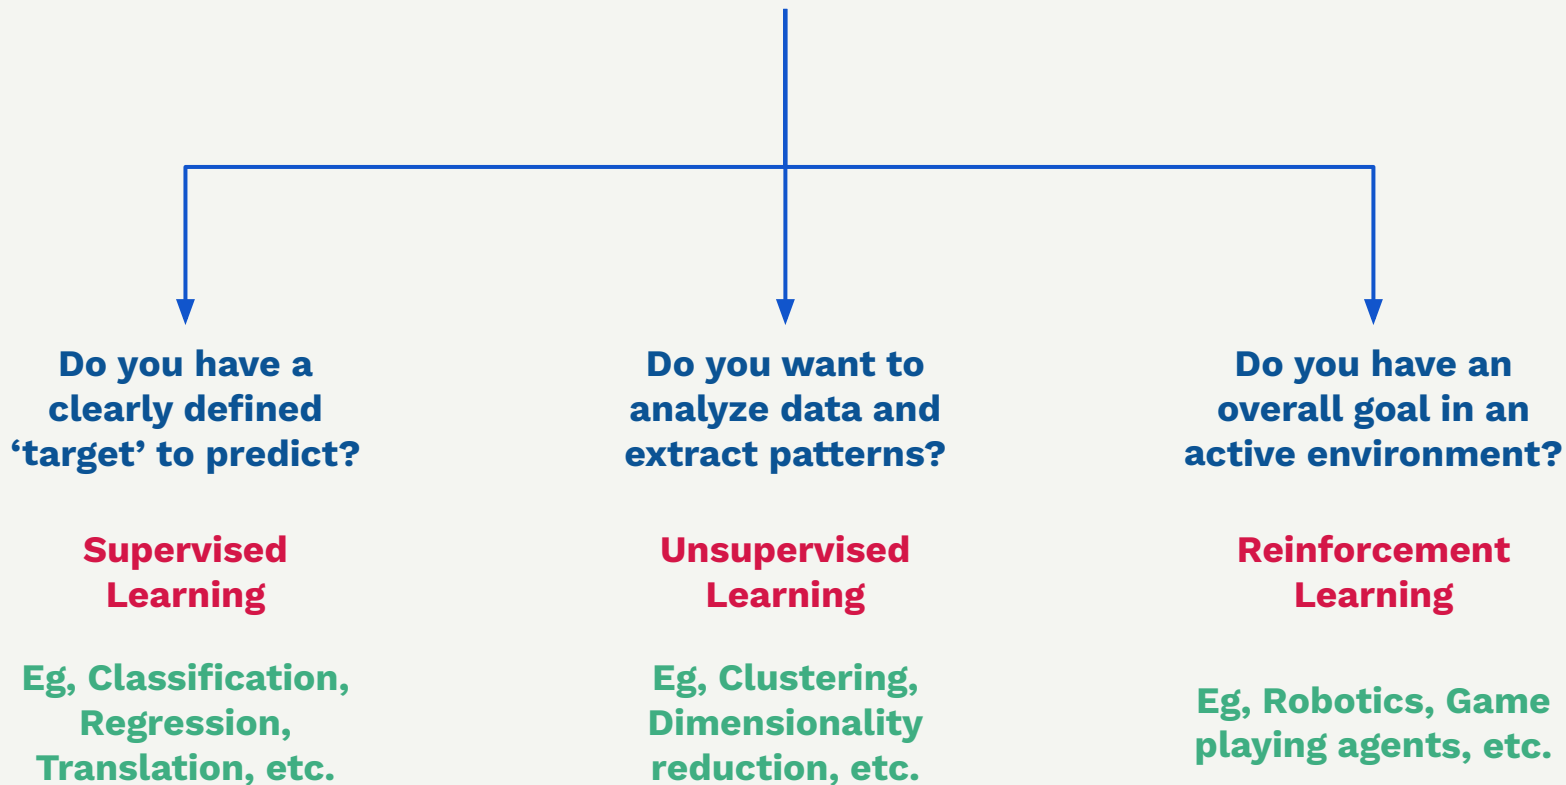 Do you have a
clearly defined
‘target’ to predict?
Supervised
Learning
Eg, Classification,
Regression,
Translation, etc.
Do you want to
analyze data and
extract patterns?
Unsupervised
Learning
Eg, Clustering,
Dimensionality
reduction, etc.
Do you have an
overall goal in an
active environment?
Reinforcement
Learning
Eg, Robotics, Game
playing agents, etc.